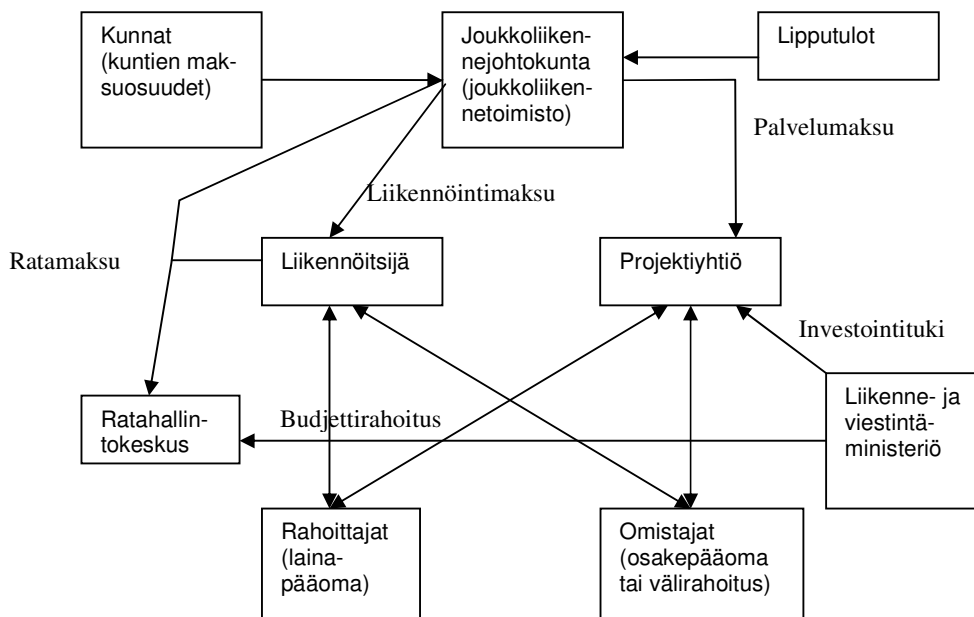 Kunnat
(kuntien mak-
suosuudet)
Joukkoliiken-
nejohtokunta
(joukkoliiken-
netoimisto)
Lipputulot
Palvelumaksu
Liikennöintimaksu
Ratamaksu
Liikennöitsijä
Projektiyhtiö
Investointituki
Ratahallin-
tokeskus
Budjettirahoitus
Liikenne- ja
viestintä-
ministeriö
Rahoittajat
(laina-
pääoma)
Omistajat
(osakepääoma
tai välirahoitus)